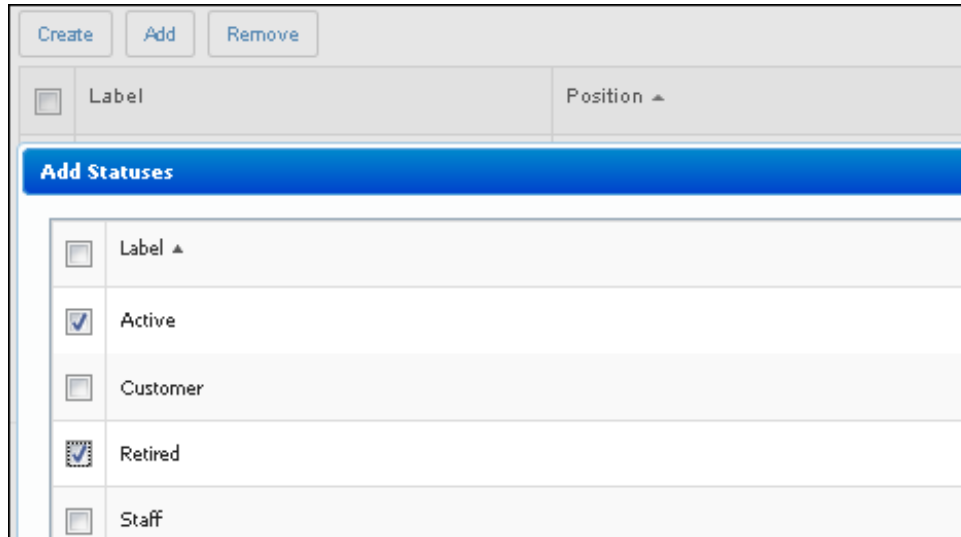 Create Add Remove
Label Position
Add Statuses
Label
Active
Customer
Retired
Staff